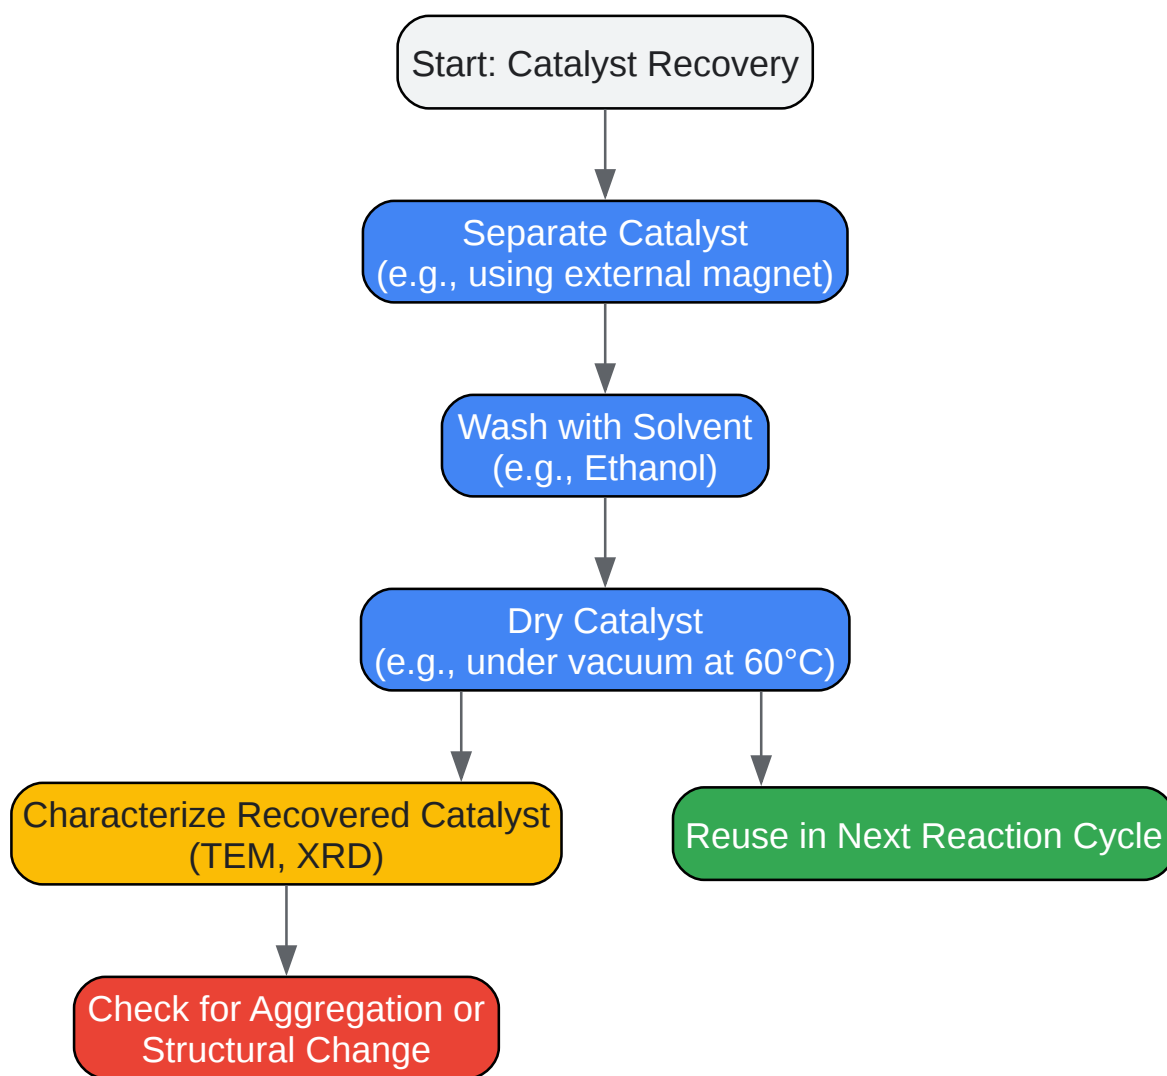 Start: Catalyst Recovery
Separate Catalyst
(e.g., using external magnet)
Wash with Solvent
(e.g., Ethanol)
Dry Catalyst
(e.g., under vacuum at 60°C)
Characterize Recovered Catalyst
(TEM, XRD)
Reuse in Next Reaction Cycle
Check for Aggregation or
Structural Change